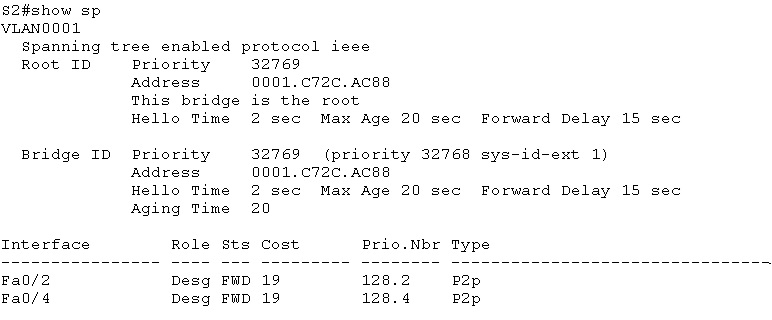 S2#show sp
VLAN0001
  Spanning tree enabled protocol ieee
  Root ID    Priority    32769
             Address     0001.C72C.AC88
             This bridge is the root
             Hello Time  2 sec  Max Age 20 sec  Forward Delay 15 sec

  Bridge ID  Priority    32769  (priority 32768 sys-id-ext 1)
             Address     0001.C72C.AC88
             Hello Time  2 sec  Max Age 20 sec  Forward Delay 15 sec
             Aging Time  20

Interface        Role Sts Cost      Prio.Nbr Type
---------------- ---- --- --------- -------- --------------------------------
Fa0/2            Desg FWD 19        128.2    P2p
Fa0/4            Desg FWD 19        128.4    P2p